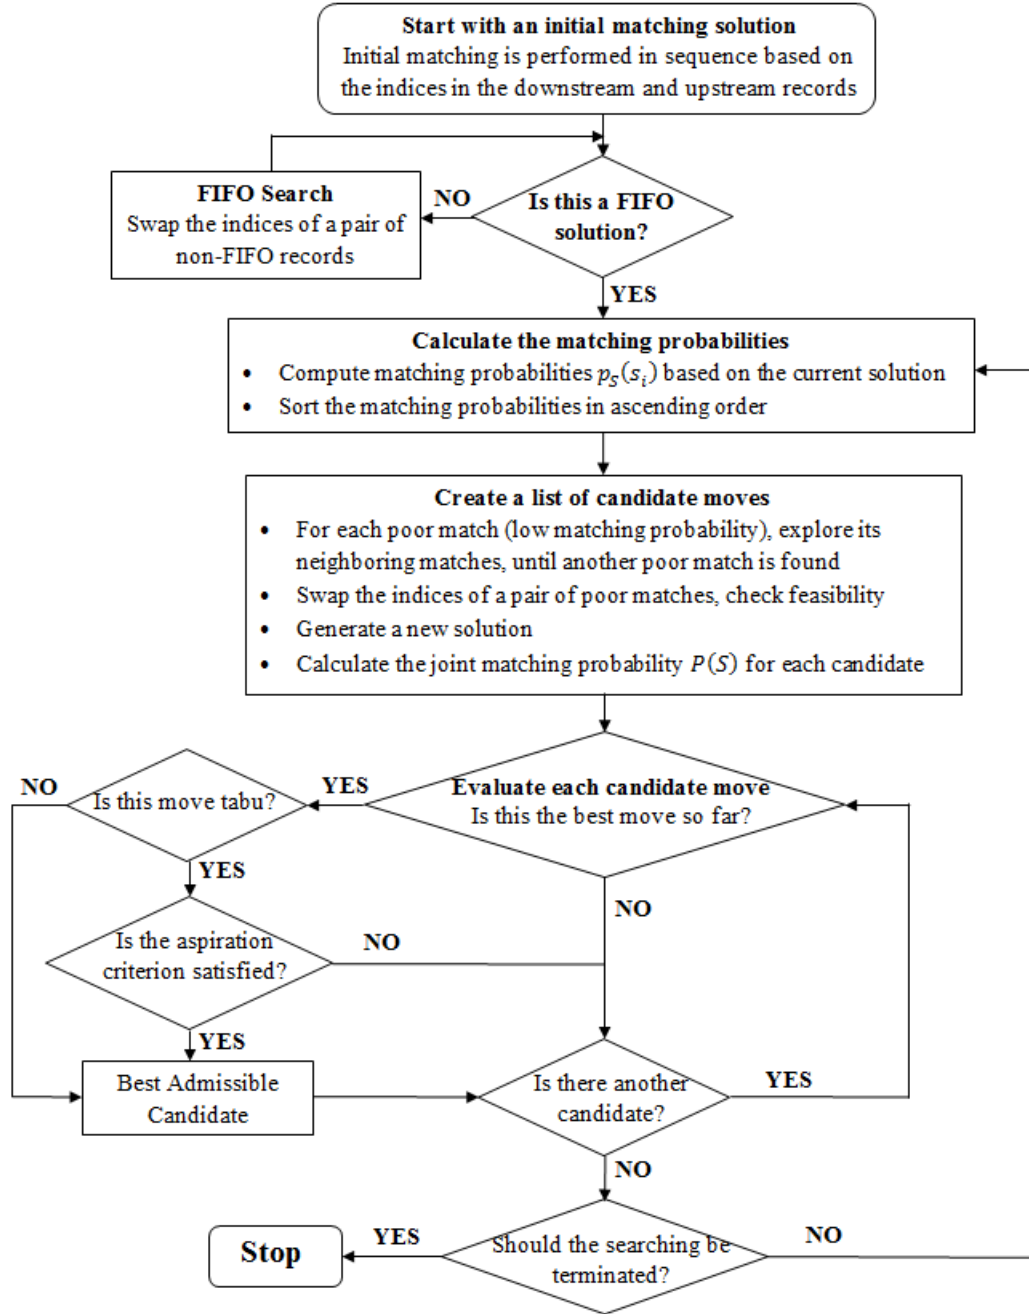 Start with an initial matching solution
Initial matching is performed in sequence based on
the indices in the downstream and upstream records
FIFO Search
Swap the indices of a pair of
non-FIFO records
NO
Is this a FIFO
solution?
YES
Calculate the matching probabilities
• Compute matching probabilities p_S(s_i) based on the current solution
• Sort the matching probabilities in ascending order
Create a list of candidate moves
• For each poor match (low matching probability), explore its
neighboring matches, until another poor match is found
• Swap the indices of a pair of poor matches, check feasibility
• Generate a new solution
• Calculate the joint matching probability P(S) for each candidate
NO
Is this move tabu?
YES
Evaluate each candidate move
Is this the best move so far?
YES
NO
Is the aspiration
criterion satisfied?
NO
YES
Best Admissible
Candidate
Is there another
candidate?
YES
NO
Stop
YES
Should the searching be
terminated?
NO